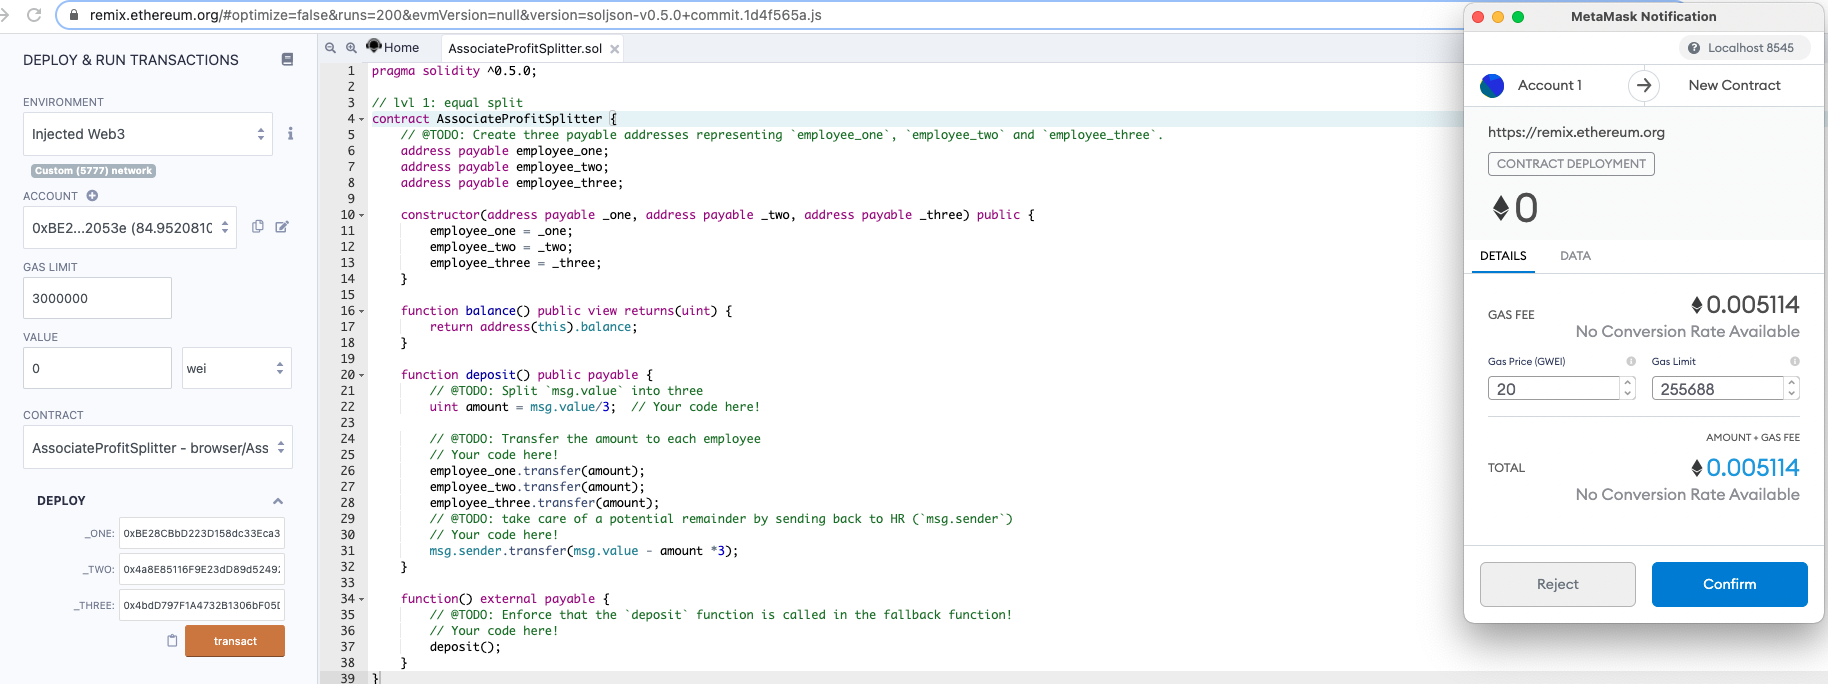 remix.ethereum.org/#optimize=false&runs=200&evmVersion=null&version=soljson-v0.5.0+commit.1d4f565a.js
DEPLOY & RUN TRANSACTIONS
ENVIRONMENT
Injected Web3
Custom (5777) network
ACCOUNT
0xBE2...2053e (84.9520810
GAS LIMIT
3000000
VALUE
0
wei
CONTRACT
AssociateProfitSplitter - browser/Ass
DEPLOY
_ONE: 0xBE28CBbD223D158dc33Eca3
_TWO: 0x4a8E85116F9E23dD89d5249
_THREE: 0x4bdD797F1A4732B1306bF05
transact
Home
AssociateProfitSplitter.sol
1 pragma solidity ^0.5.0;
2
3 // lvl 1: equal split
4 contract AssociateProfitSplitter {
5 // @TODO: Create three payable addresses representing `employee_one`, `employee_two` and `employee_three`.
6 address payable employee_one;
7 address payable employee_two;
8 address payable employee_three;
9
10 constructor(address payable _one, address payable _two, address payable _three) public {
11 employee_one = _one;
12 employee_two = _two;
13 employee_three = _three;
14 }
15
16 function balance() public view returns(uint) {
17 return address(this).balance;
18 }
19
20 function deposit() public payable {
21 // @TODO: Split `msg.value` into three
22 uint amount = msg.value/3; // Your code here!
23
24 // @TODO: Transfer the amount to each employee
25 // Your code here!
26 employee_one.transfer(amount);
27 employee_two.transfer(amount);
28 employee_three.transfer(amount);
29 // @TODO: take care of a potential remainder by sending back to HR (`msg.sender`)
30 // Your code here!
31 msg.sender.transfer(msg.value - amount *3);
32 }
33
34 function() external payable {
35 // @TODO: Enforce that the `deposit` function is called in the fallback function!
36 // Your code here!
37 deposit();
38 }
39 }
MetaMask Notification
Localhost 8545
Account 1
New Contract
https://remix.ethereum.org
CONTRACT DEPLOYMENT
0
DETAILS
DATA
GAS FEE
0.005114
No Conversion Rate Available
Gas Price (GWEI)
Gas Limit
20
255688
AMOUNT + GAS FEE
TOTAL
0.005114
No Conversion Rate Available
Reject
Confirm